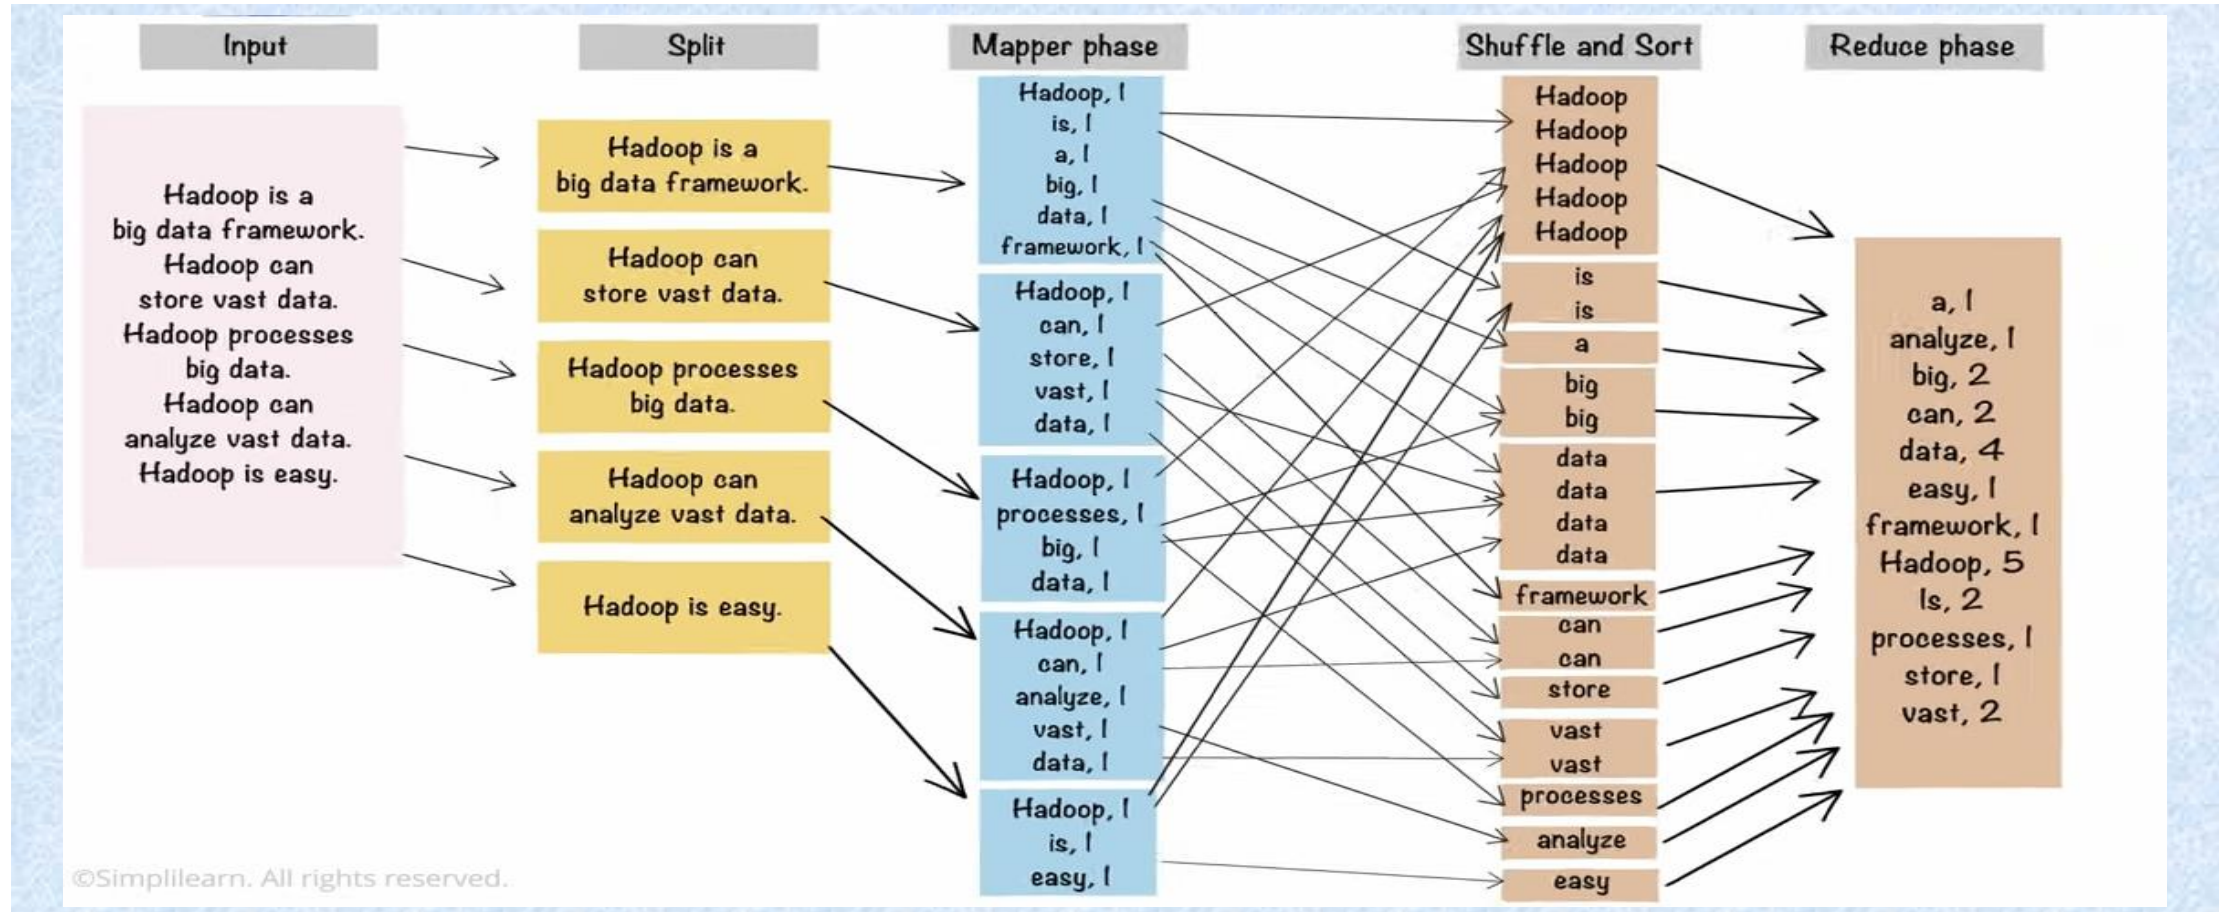 Input
Split
Mapper phase
Shuffle and Sort
Reduce phase
Hadoop is a
big data framework.
Hadoop can
store vast data.
Hadoop processes
big data.
Hadoop can
analyze vast data.
Hadoop is easy.
Hadoop is a
big data framework.
Hadoop can
store vast data.
Hadoop processes
big data.
Hadoop can
analyze vast data.
Hadoop is easy.
Hadoop, 1
is, 1
a, 1
big, 1
data, 1
framework, 1
Hadoop, 1
can, 1
store, 1
vast, 1
data, 1
Hadoop, 1
processes, 1
big, 1
data, 1
Hadoop, 1
can, 1
analyze, 1
vast, 1
data, 1
Hadoop, 1
is, 1
easy, 1
Hadoop
Hadoop
Hadoop
Hadoop
Hadoop
is
is
a
big
big
data
data
data
data
framework
can
can
store
vast
vast
processes
analyze
easy
a, 1
analyze, 1
big, 2
can, 2
data, 4
easy, 1
framework, 1
Hadoop, 5
Is, 2
processes, 1
store, 1
vast, 2
©Simplilearn. All rights reserved.